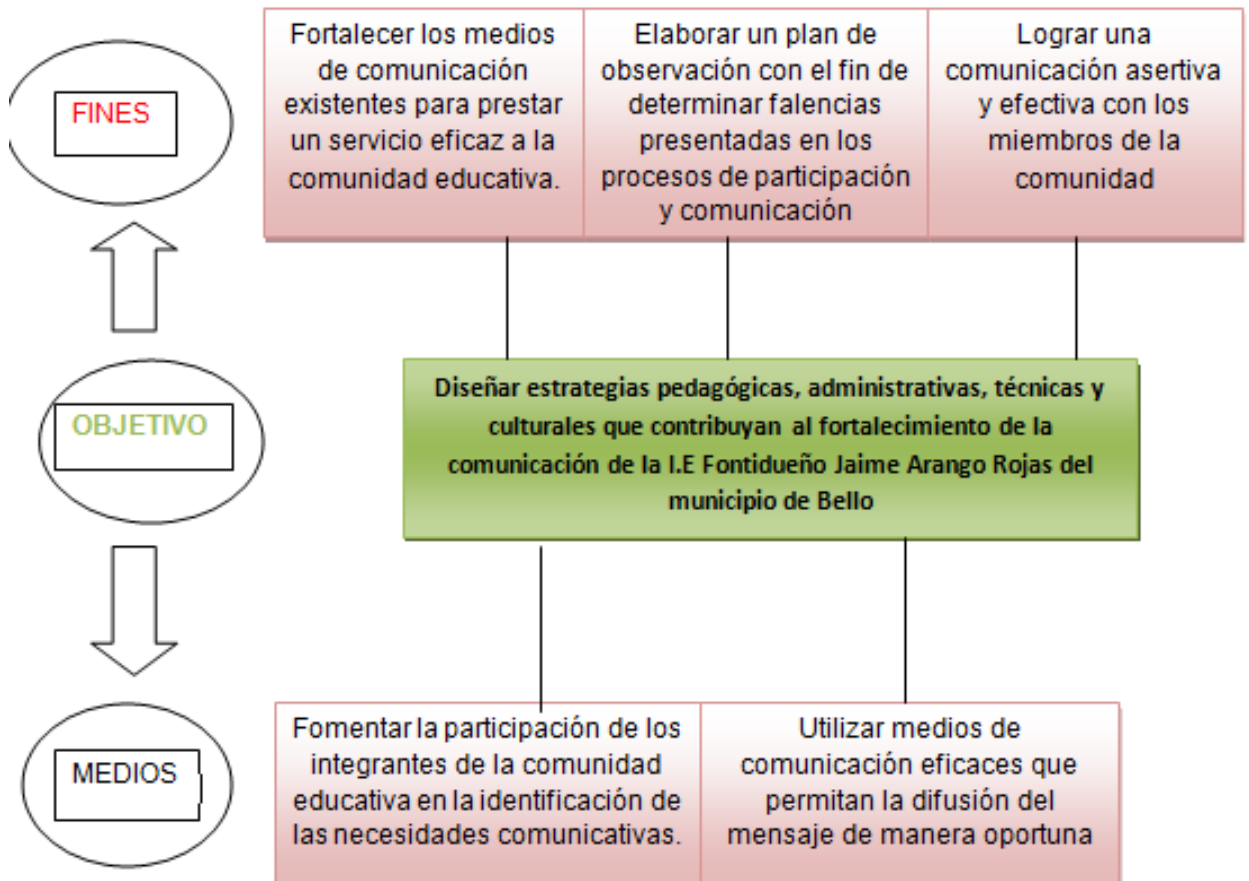 FINES
Fortalecer los medios
de comunicación
existentes para prestar
un servicio eficaz a la
comunidad educativa.
Elaborar un plan de
observación con el fin de
determinar falencias
presentadas en los
procesos de participación
y comunicación
Lograr una
comunicación asertiva
y efectiva con los
miembros de la
comunidad
OBJETIVO
Diseñar estrategias pedagógicas, administrativas, técnicas y
culturales que contribuyan al fortalecimiento de la
comunicación de la I.E Fontidueño Jaime Arango Rojas del
municipio de Bello
MEDIOS
Fomentar la participación de los
integrantes de la comunidad
educativa en la identificación de
las necesidades comunicativas.
Utilizar medios de
comunicación eficaces que
permitan la difusión del
mensaje de manera oportuna